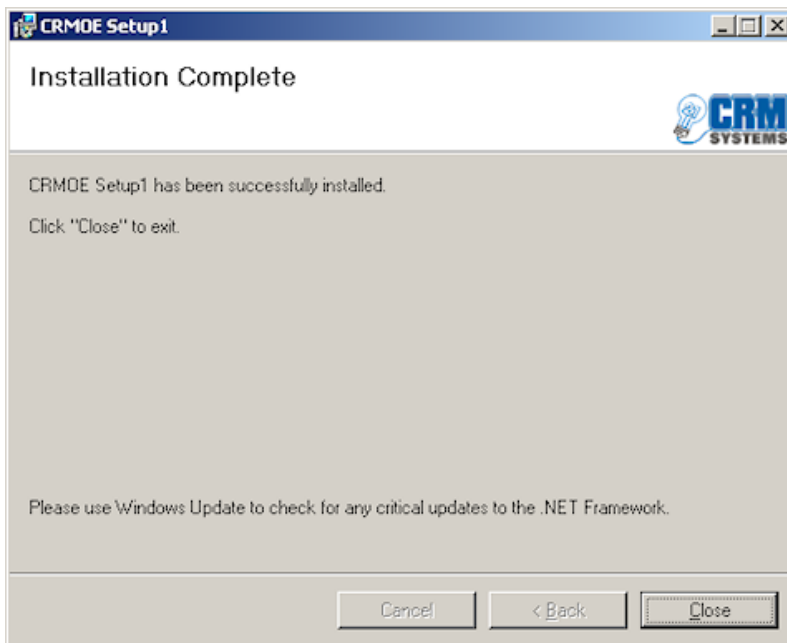 CRMOE Setup1
Installation Complete
CRM
SYSTEMS
CRMOE Setup1 has been successfully installed.
Click "Close" to exit.
Please use Windows Update to check for any critical updates to the .NET Framework.
Cancel
< Back
Close